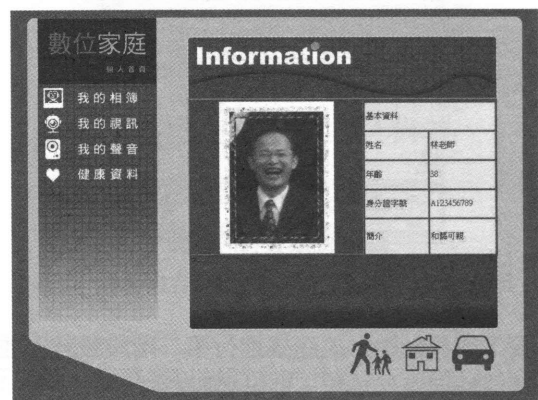 數位家庭
個人首頁
我的相簿
我的視訊
我的聲音
健康資料
Information
基本資料
姓名 林老師
年齡 38
身分證字號 A123456789
簡介 和藹可親